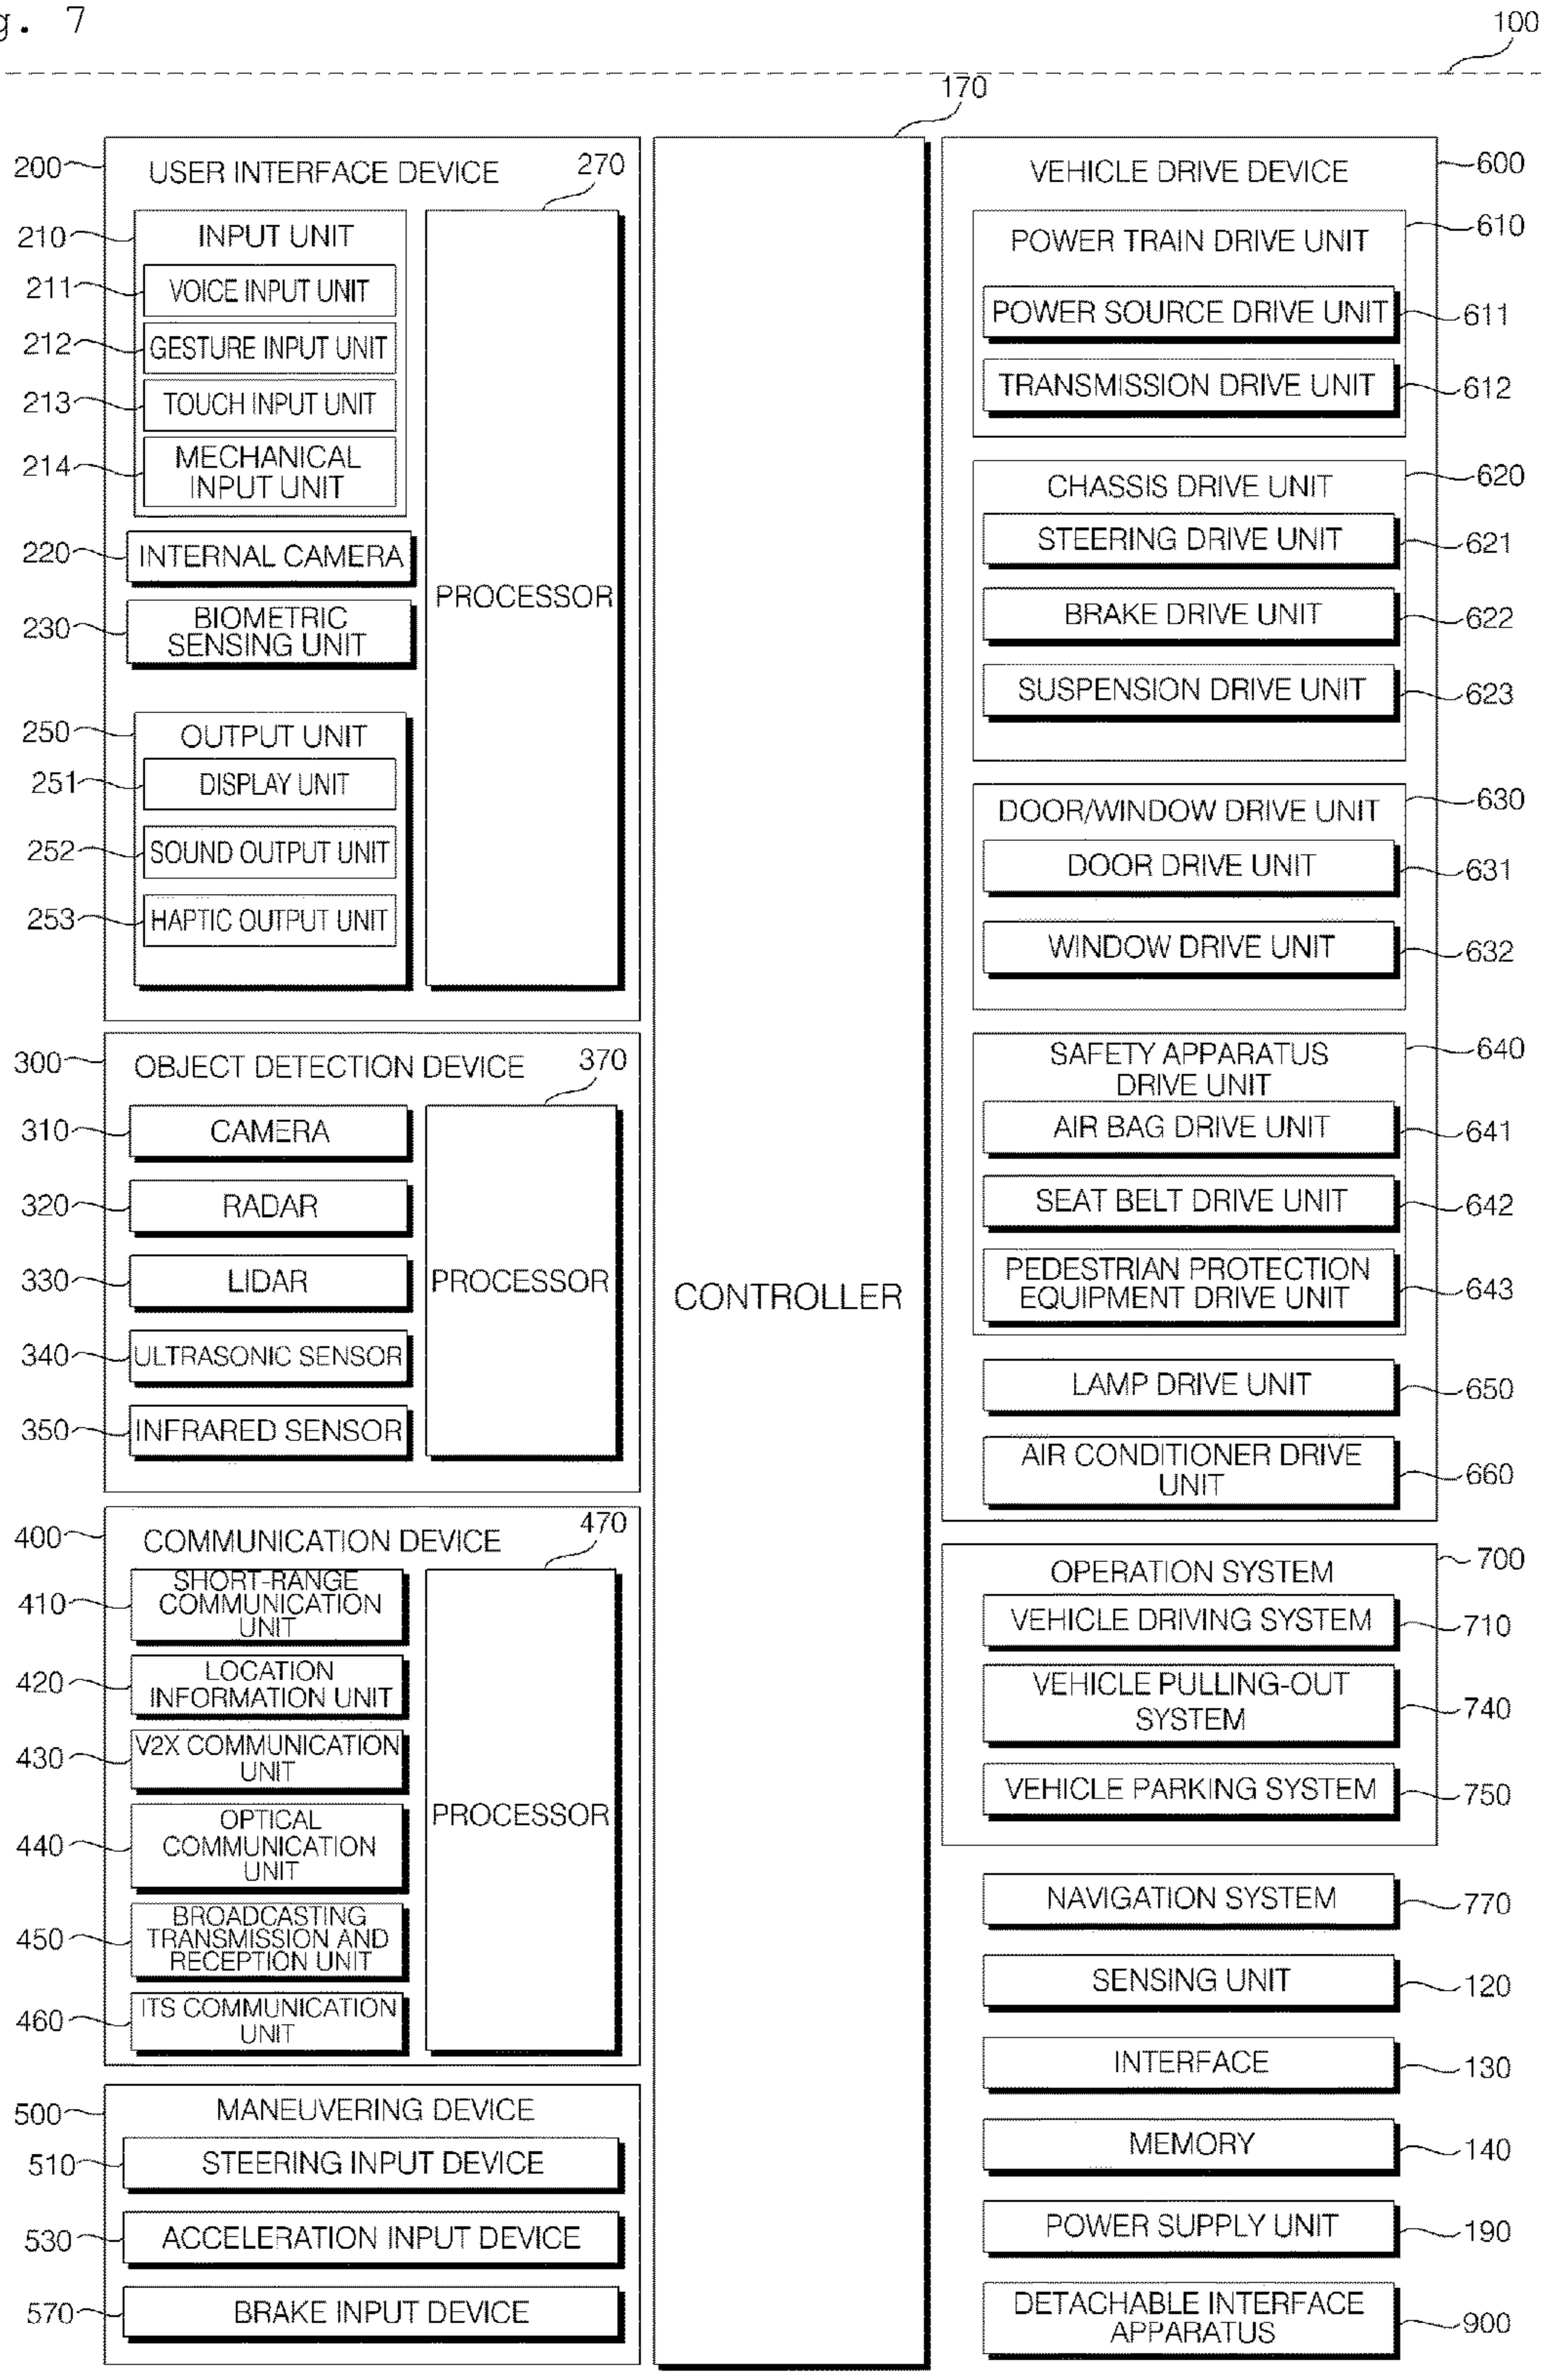 g. 7
100
170
200
USER INTERFACE DEVICE
270
210
INPUT UNIT
211
VOICE INPUT UNIT
212
GESTURE INPUT UNIT
213
TOUCH INPUT UNIT
214
MECHANICAL
INPUT UNIT
220
INTERNAL CAMERA
230
BIOMETRIC
SENSING UNIT
PROCESSOR
250
OUTPUT UNIT
251
DISPLAY UNIT
252
SOUND OUTPUT UNIT
253
HAPTIC OUTPUT UNIT
300
OBJECT DETECTION DEVICE
370
310
CAMERA
320
RADAR
330
LIDAR
PROCESSOR
340
ULTRASONIC SENSOR
350
INFRARED SENSOR
400
COMMUNICATION DEVICE
470
410
SHORT-RANGE
COMMUNICATION
UNIT
420
LOCATION
INFORMATION UNIT
430
V2X COMMUNICATION
UNIT
PROCESSOR
440
OPTICAL
COMMUNICATION
UNIT
450
BROADCASTING
TRANSMISSION AND
RECEPTION UNIT
460
ITS COMMUNICATION
UNIT
500
MANEUVERING DEVICE
510
STEERING INPUT DEVICE
530
ACCELERATION INPUT DEVICE
570
BRAKE INPUT DEVICE
CONTROLLER
VEHICLE DRIVE DEVICE
600
POWER TRAIN DRIVE UNIT
610
POWER SOURCE DRIVE UNIT
611
TRANSMISSION DRIVE UNIT
612
CHASSIS DRIVE UNIT
620
STEERING DRIVE UNIT
621
BRAKE DRIVE UNIT
622
SUSPENSION DRIVE UNIT
623
DOOR/WINDOW DRIVE UNIT
630
DOOR DRIVE UNIT
631
WINDOW DRIVE UNIT
632
SAFETY APPARATUS
DRIVE UNIT
640
AIR BAG DRIVE UNIT
641
SEAT BELT DRIVE UNIT
642
PEDESTRIAN PROTECTION
EQUIPMENT DRIVE UNIT
643
LAMP DRIVE UNIT
650
AIR CONDITIONER DRIVE
UNIT
660
OPERATION SYSTEM
700
VEHICLE DRIVING SYSTEM
710
VEHICLE PULLING-OUT
SYSTEM
740
VEHICLE PARKING SYSTEM
750
NAVIGATION SYSTEM
770
SENSING UNIT
120
INTERFACE
130
MEMORY
140
POWER SUPPLY UNIT
190
DETACHABLE INTERFACE
APPARATUS
900